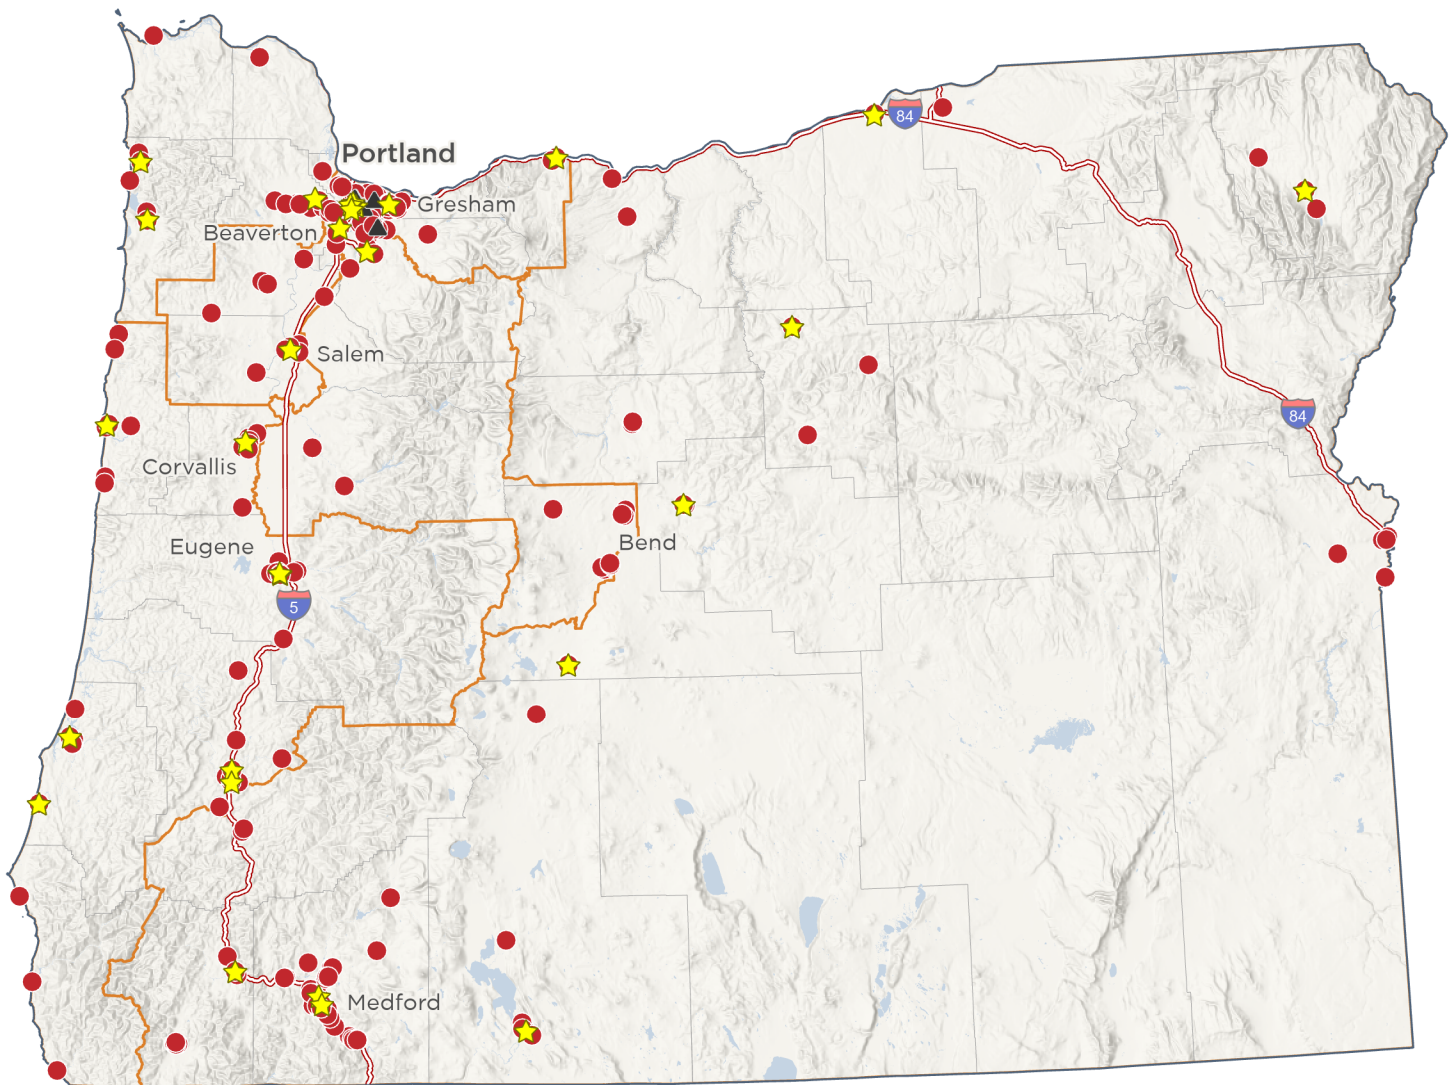 84
Portland
Gresham
Beaverton
Salem
84
Corvallis
Eugene
Bend
5
Medford